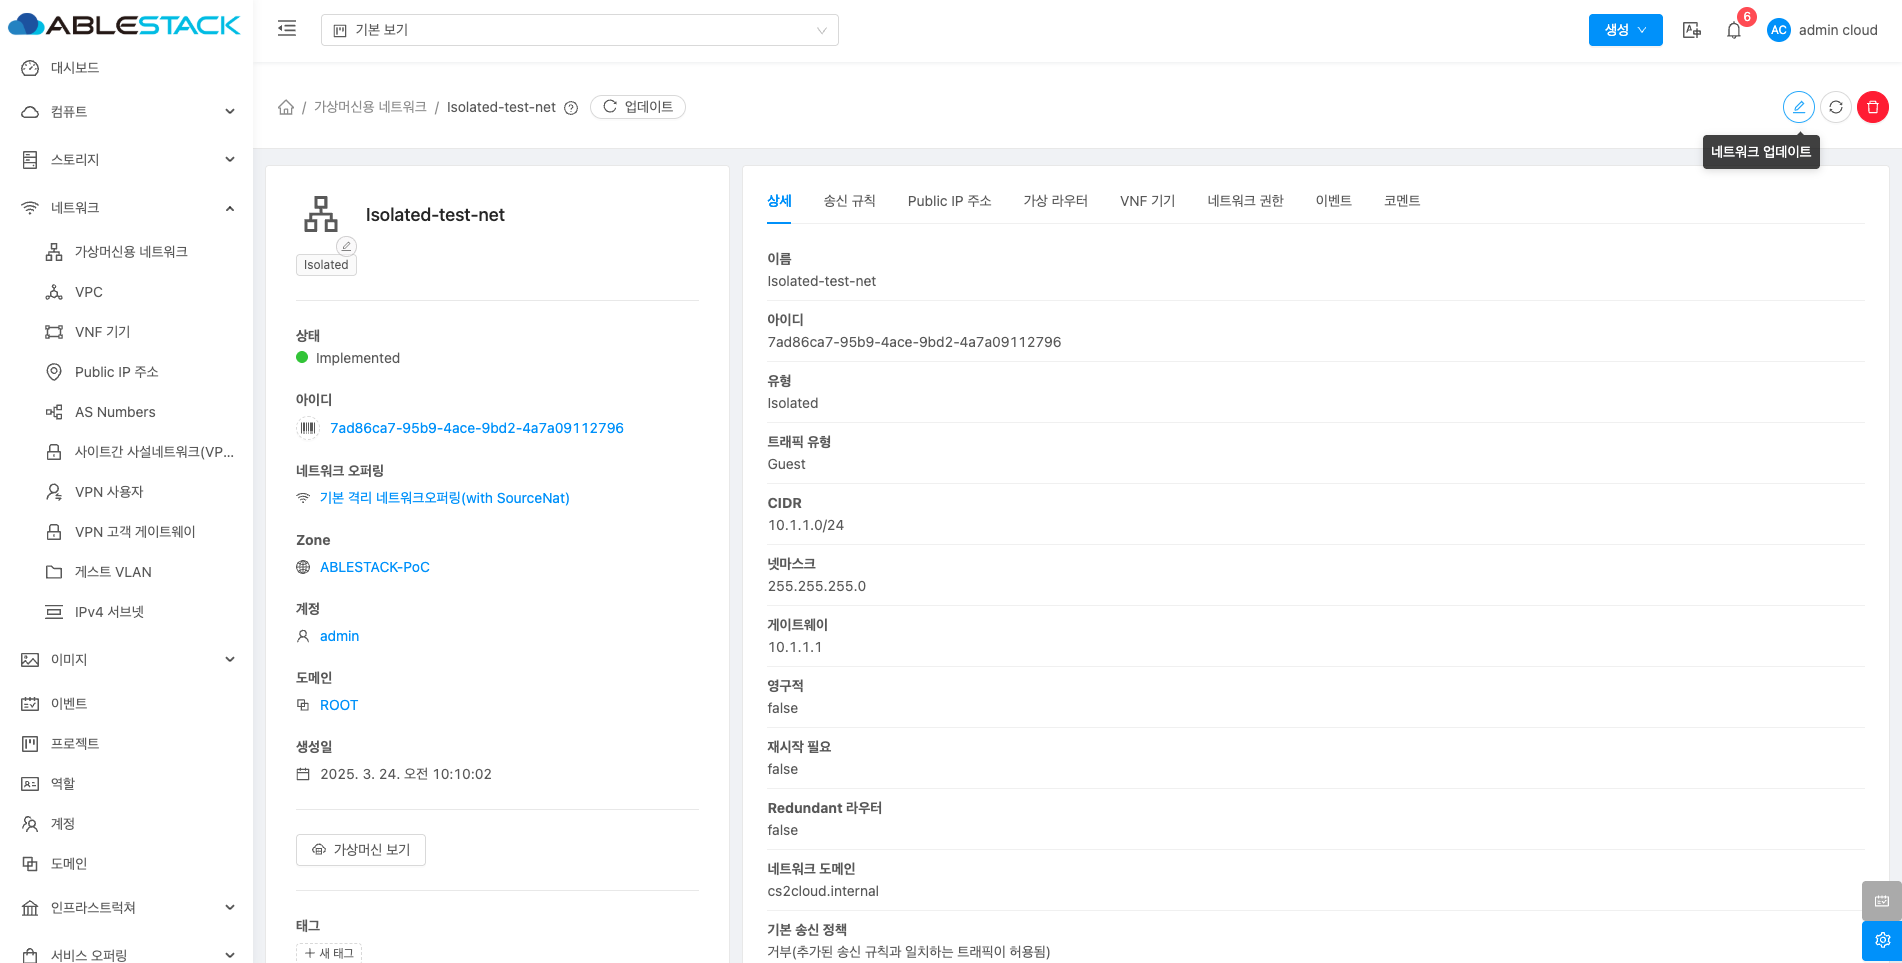 ABLESTACK
기본 보기
생성
6
AC
admin cloud
대시보드
컴퓨트
스토리지
네트워크
가상머신용 네트워크
VPC
VNF 기기
Public IP 주소
AS Numbers
사이트간 사설네트워크(VP...
VPN 사용자
VPN 고객 게이트웨이
게스트 VLAN
IPv4 서브넷
이미지
이벤트
프로젝트
역할
계정
도메인
인프라스트럭쳐
서비스 오퍼링
/ 가상머신용 네트워크 / Isolated-test-net
업데이트
네트워크 업데이트
Isolated-test-net
Isolated
상태
Implemented
아이디
7ad86ca7-95b9-4ace-9bd2-4a7a09112796
네트워크 오퍼링
기본 격리 네트워크오퍼링(with SourceNat)
Zone
ABLESTACK-PoC
계정
admin
도메인
ROOT
생성일
2025. 3. 24. 오전 10:10:02
가상머신 보기
태그
+ 새 태그
상세
송신 규칙
Public IP 주소
가상 라우터
VNF 기기
네트워크 권한
이벤트
코멘트
이름
Isolated-test-net
아이디
7ad86ca7-95b9-4ace-9bd2-4a7a09112796
유형
Isolated
트래픽 유형
Guest
CIDR
10.1.1.0/24
넷마스크
255.255.255.0
게이트웨이
10.1.1.1
영구적
false
재시작 필요
false
Redundant 라우터
false
네트워크 도메인
cs2cloud.internal
기본 송신 정책
거부(추가된 송신 규칙과 일치하는 트래픽이 허용됨)